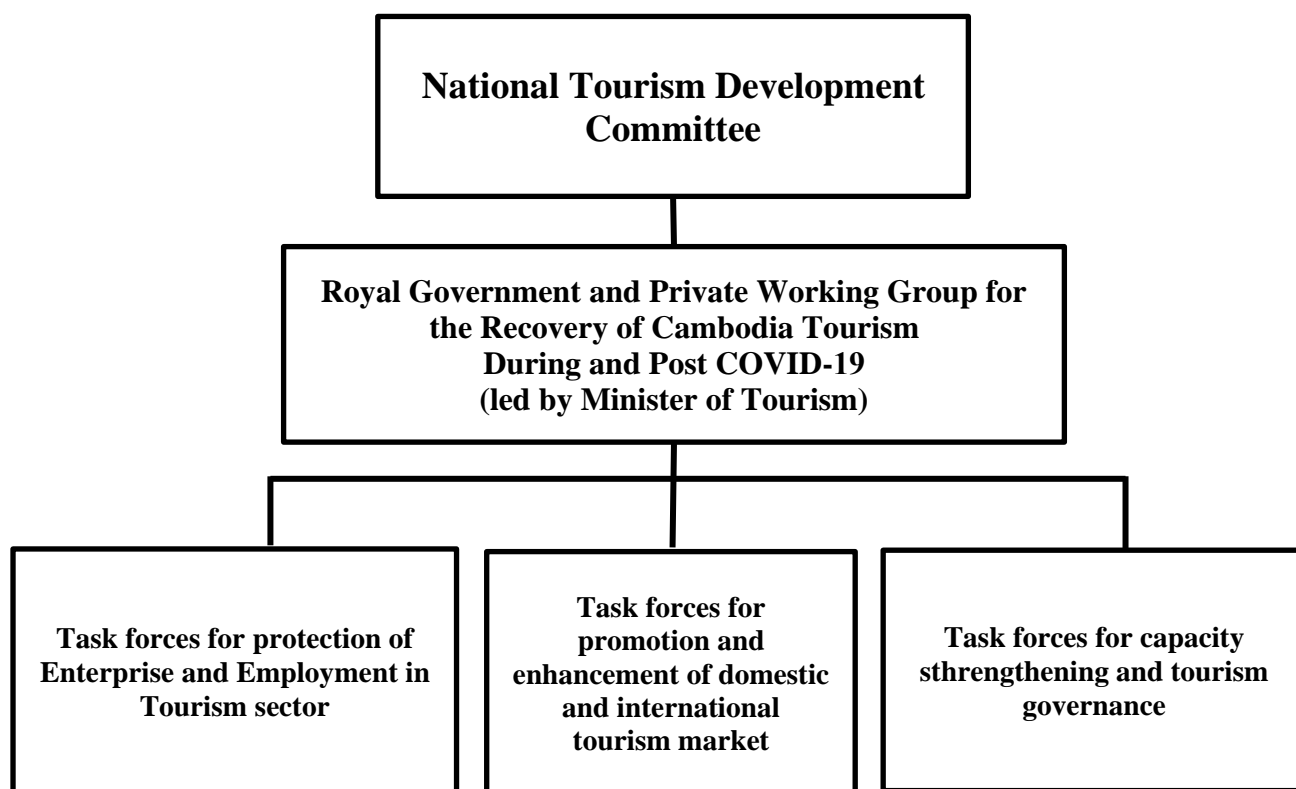 National Tourism Development
Committee
Royal Government and Private Working Group for
the Recovery of Cambodia Tourism
During and Post COVID-19
(led by Minister of Tourism)
Task forces for protection of
Enterprise and Employment in
Tourism sector
Task forces for
promotion and
enhancement of domestic
and international
tourism market
Task forces for capacity
sthrengthening and tourism
governance